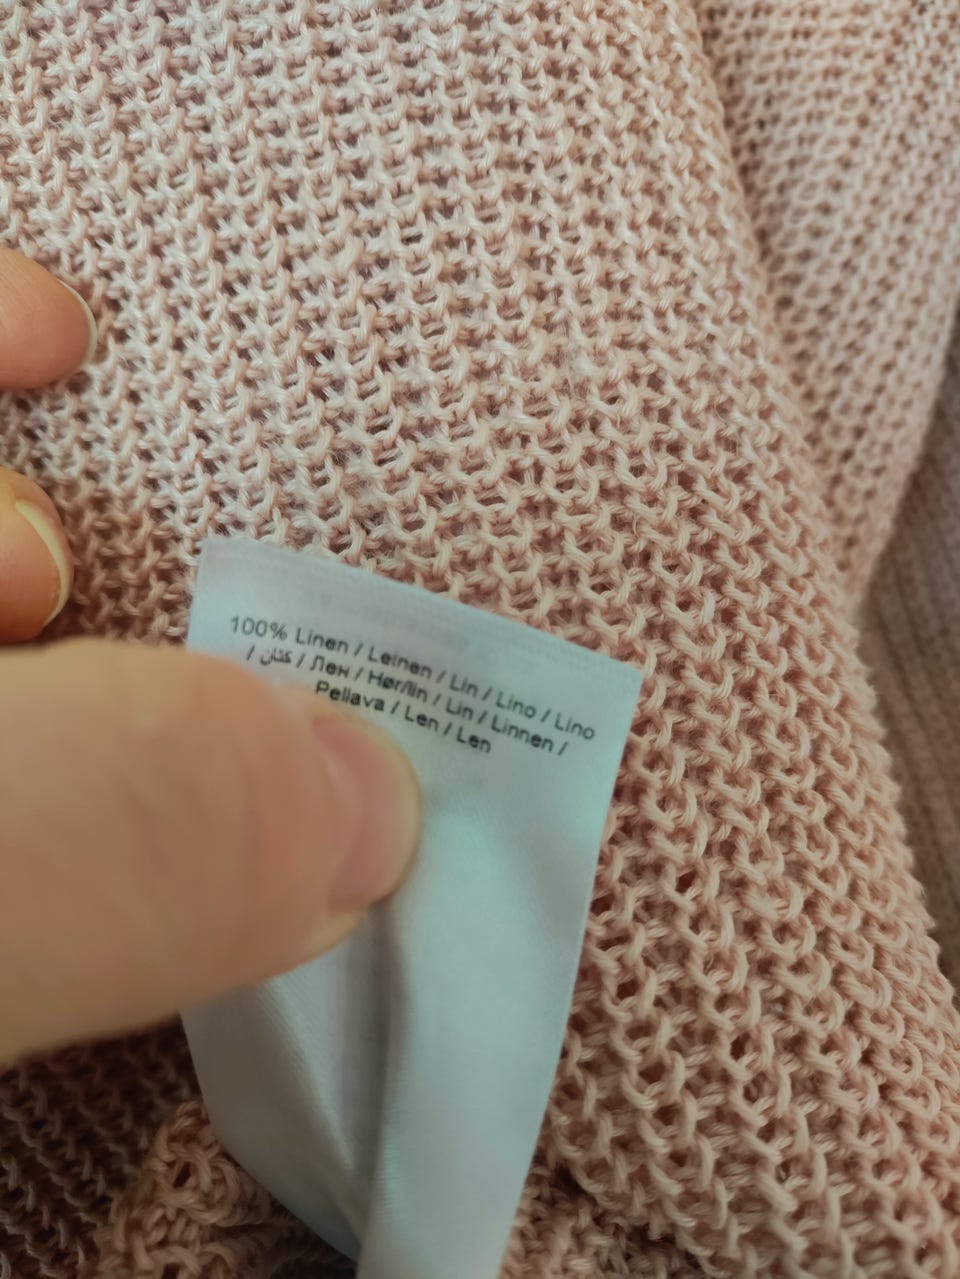 100% Linen / Leinen / Lin / Lino / Lino
/ كتان / Лен / Hør/lin / Lin / Linnen /
Pellava / Len / Len